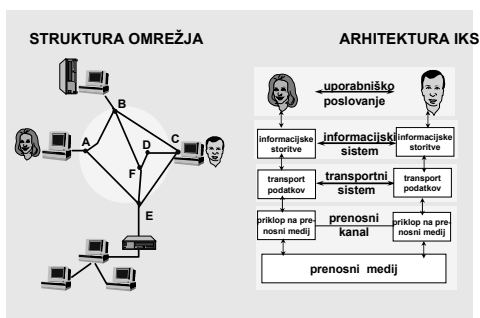 STRUKTURA OMREŽJA
ARHITEKTURA IKS
B
A
C
D
F
E
uporabniško
poslovanje
informacijske
storitve
informacijski
sistem
informacijske
storitve
transport
podatkov
transportni
sistem
transport
podatkov
priklop na pre-
nosni medij
prenosni
kanal
priklop na pre-
nosni medij
prenosni medij